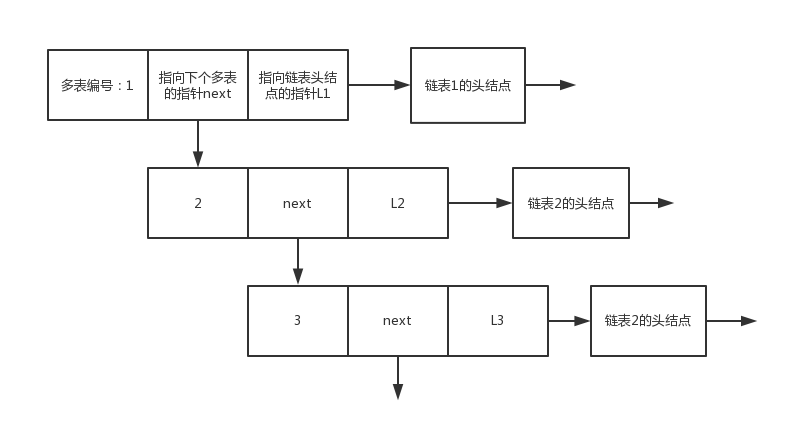 多表编号：1
指向下个多表
的指针next
指向链表头结
点的指针L1
链表1的头结点
2
next
L2
链表2的头结点
3
next
L3
链表2的头结点